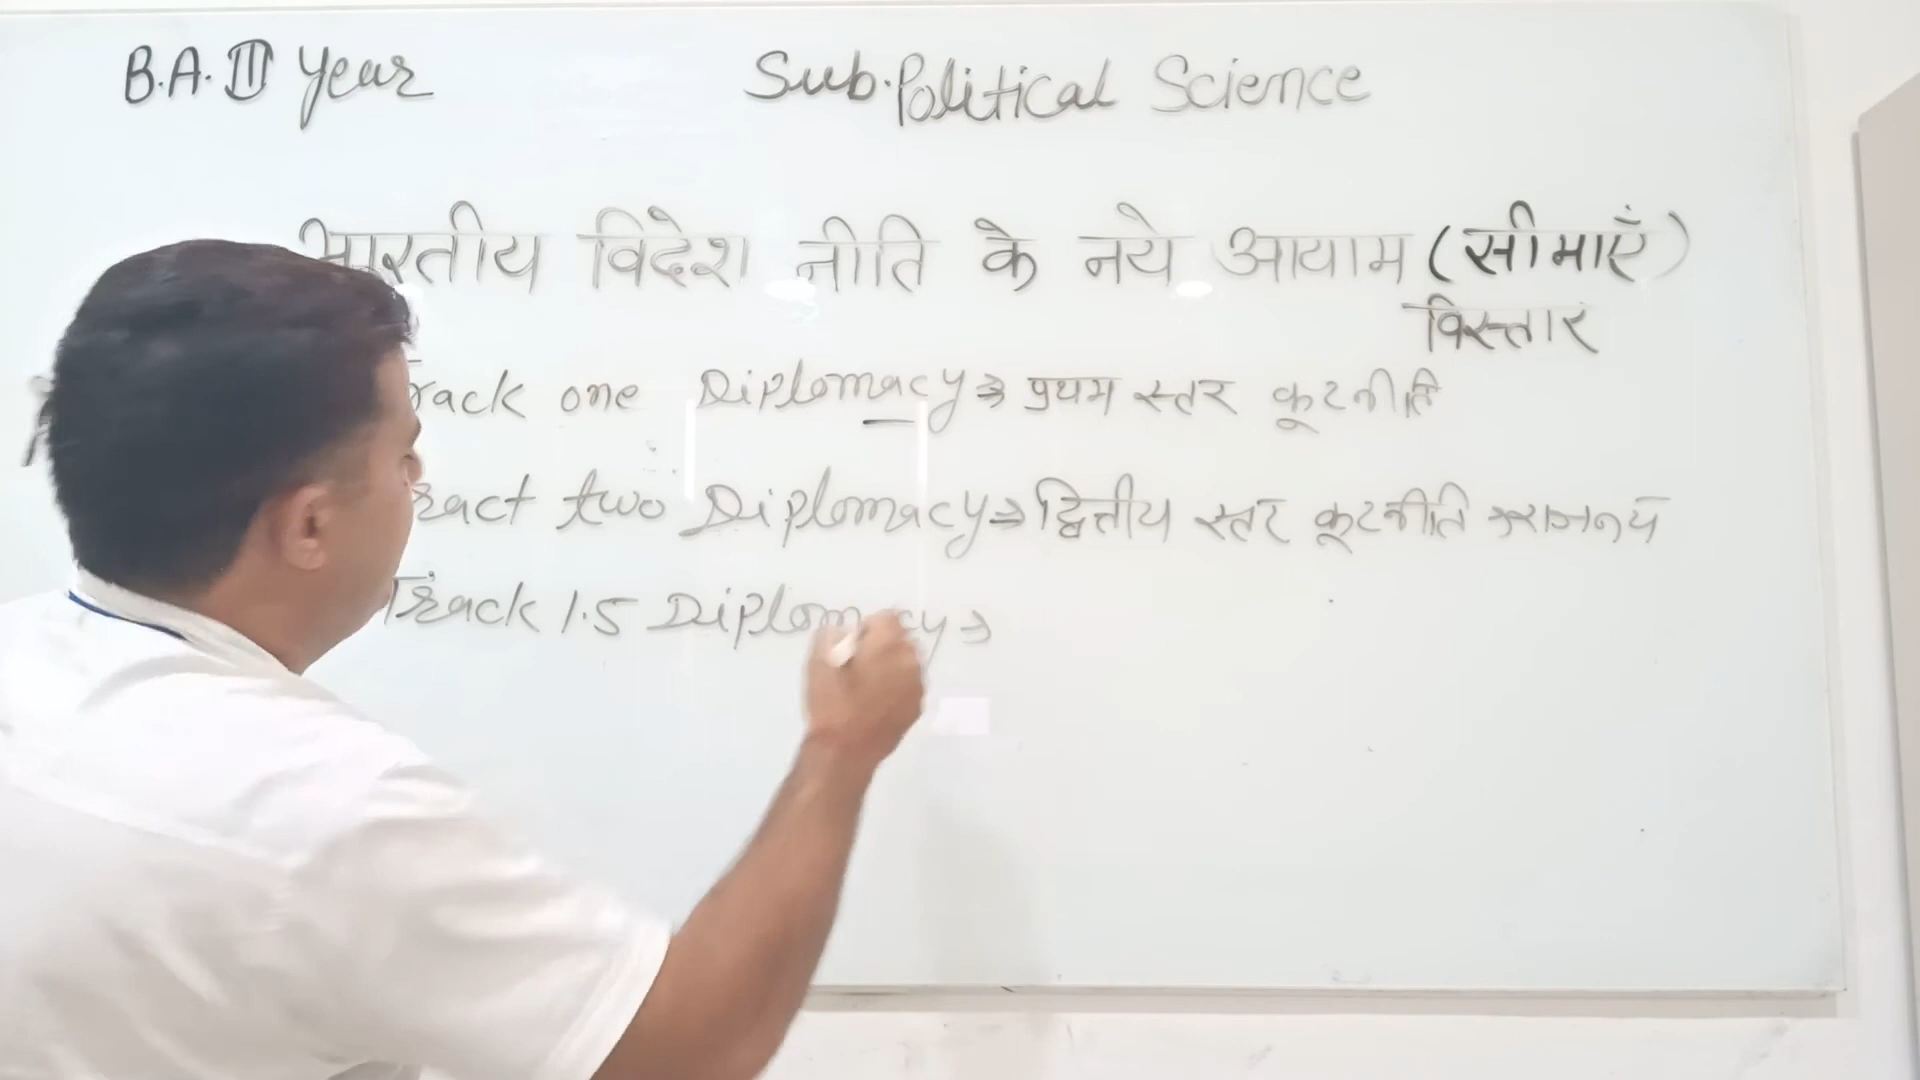 B.A. III Year Sub. Political Science
भारतीय विदेश नीति के नये आयाम (सीमाएँ)
विस्तार
Track one Diplomacy → प्रथम स्तर कूटनीति
Tract two Diplomacy → द्वितीय स्तर कूटनीति
Track 1.5 Diplomacy →